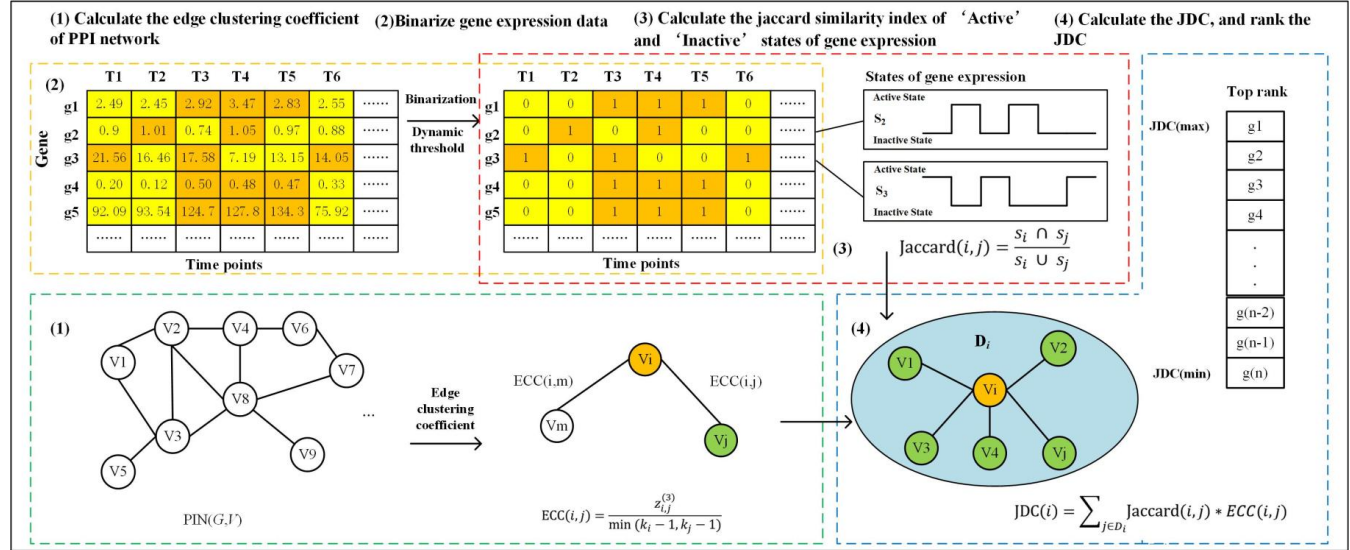 (1) Calculate the edge clustering coefficient
of PPI network
(2)Binarize gene expression data
(3) Calculate the jaccard similarity index of ‘Active’
and ‘Inactive’ states of gene expression
(4) Calculate the JDC, and rank the
JDC
(2)
T1 T2 T3 T4 T5 T6
Gene
g1 2.49 2.45 2.92 3.47 2.83 2.55 ……
g2 0.9 1.01 0.74 1.05 0.97 0.88 ……
g3 21.56 16.46 17.58 7.19 13.15 14.05 ……
g4 0.20 0.12 0.50 0.48 0.47 0.33 ……
g5 92.09 93.54 124.7 127.8 134.3 75.92 ……
…… …… …… …… …… ……
Time points
Binarization
Dynamic
threshold
T1 T2 T3 T4 T5 T6
g1 0 0 1 1 1 0 ……
g2 0 1 0 1 0 0 ……
g3 1 0 1 0 0 1 ……
g4 0 0 1 1 1 0 ……
g5 0 0 1 1 1 0 ……
…… …… …… …… …… ……
Time points
States of gene expression
Active State
S2
Inactive State
Active State
S3
Inactive State
(3)
Jaccard(i,j) = (s_i ∩ s_j) / (s_i ∪ s_j)
Top rank
JDC(max)
g1
g2
g3
g4
.
.
.
g(n-2)
g(n-1)
JDC(min)
g(n)
(1)
V2
V4
V6
V1
V7
V8
V3
V5
V9
...
PIN(G,V)
Edge
clustering
coefficient
Vi
ECC(i,m)
ECC(i,j)
Vm
Vj
ECC(i,j) = z_{i,j}^{(3)} / min (k_i − 1, k_j − 1)
(4)
D_i
V1
V2
Vi
V3
V4
Vj
JDC(i) = ∑_{j∈D_i} Jaccard(i,j) * ECC(i,j)